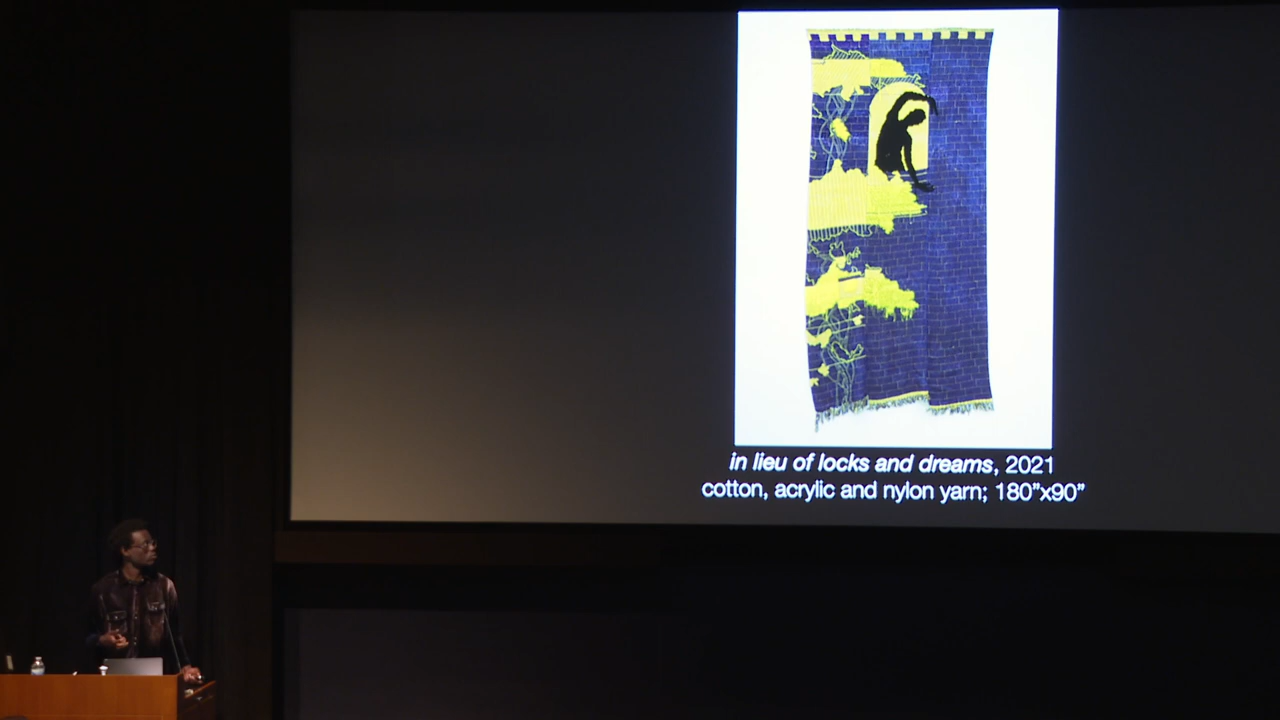 in lieu of locks and dreams, 2021
cotton, acrylic and nylon yarn; 180”x90”